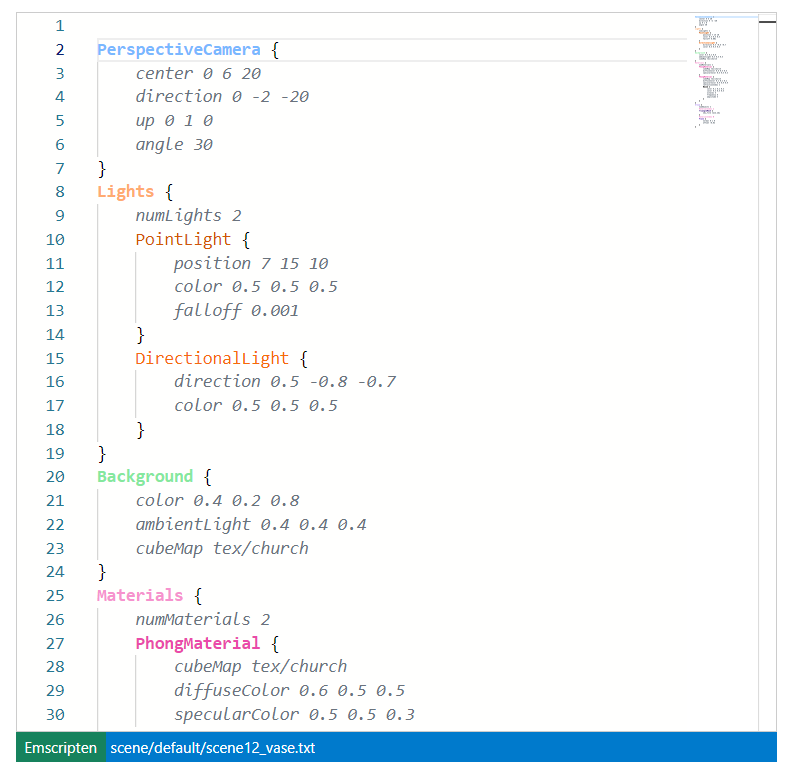 1
2 PerspectiveCamera {
3 center 0 6 20
4 direction 0 -2 -20
5 up 0 1 0
6 angle 30
7 }
8 Lights {
9 numLights 2
10 PointLight {
11 position 7 15 10
12 color 0.5 0.5 0.5
13 falloff 0.001
14 }
15 DirectionalLight {
16 direction 0.5 -0.8 -0.7
17 color 0.5 0.5 0.5
18 }
19 }
20 Background {
21 color 0.4 0.2 0.8
22 ambientLight 0.4 0.4 0.4
23 cubeMap tex/church
24 }
25 Materials {
26 numMaterials 2
27 PhongMaterial {
28 cubeMap tex/church
29 diffuseColor 0.6 0.5 0.5
30 specularColor 0.5 0.5 0.3
Emscripten scene/default/scene12_vase.txt